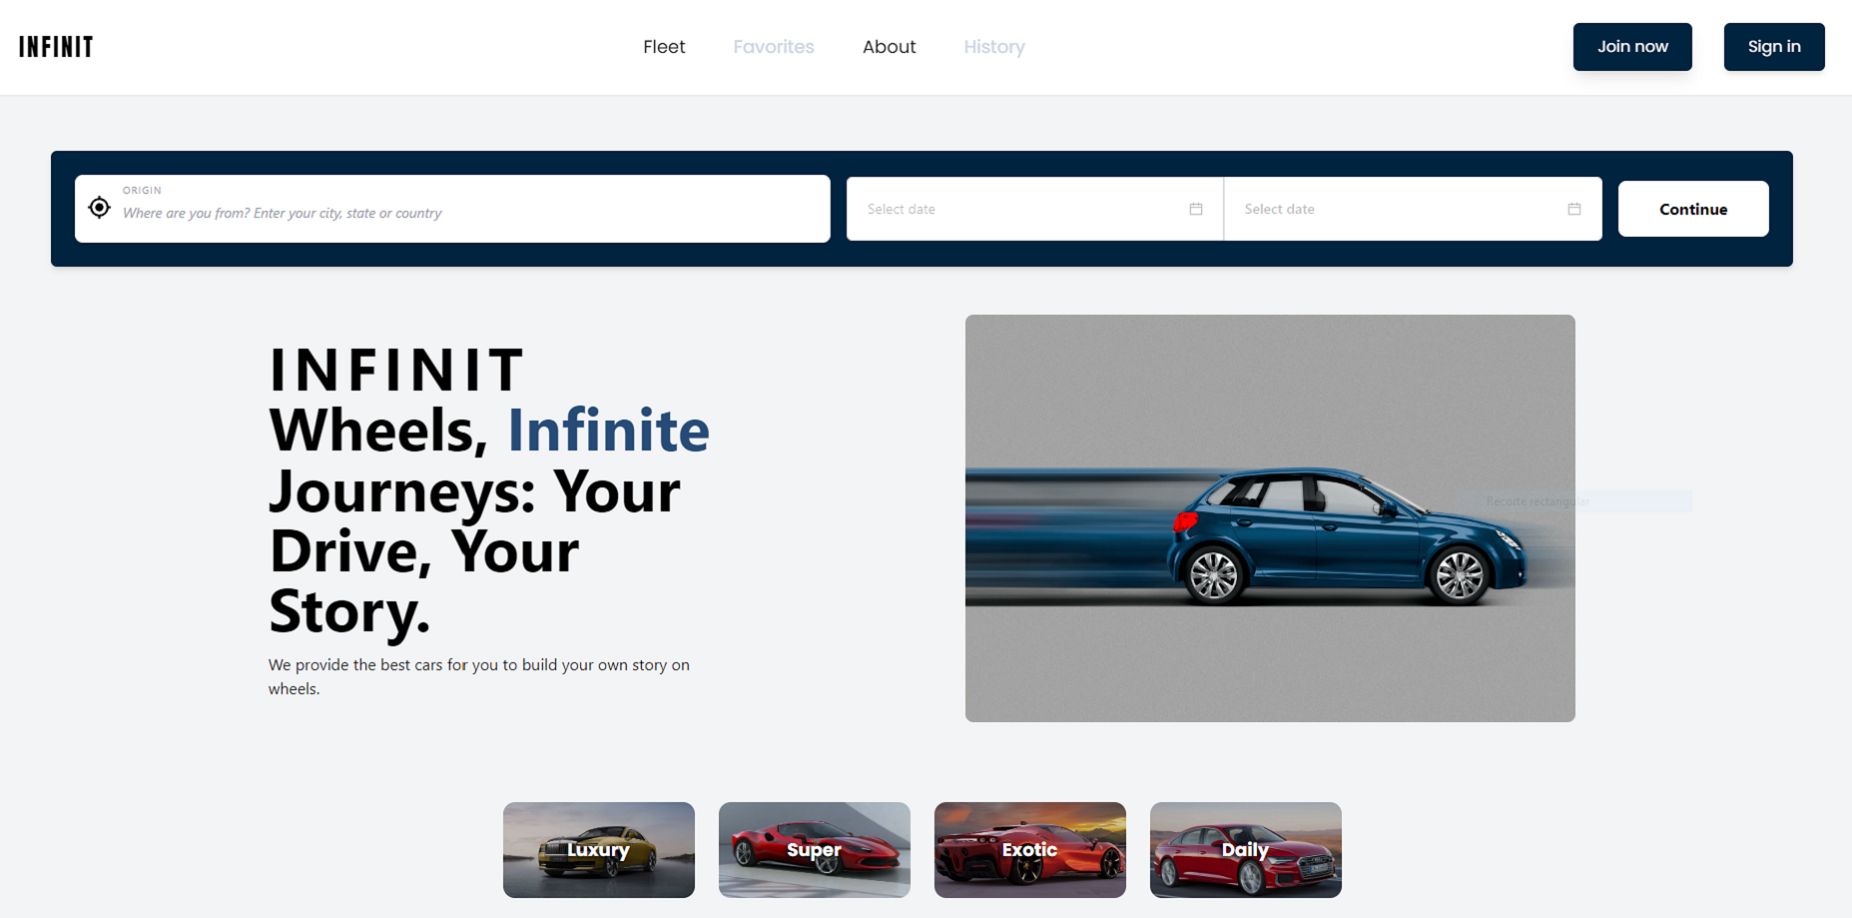 INFINIT
Fleet
Favorites
About
History
Join now
Sign in
ORIGIN
Where are you from? Enter your city, state or country
Select date
Select date
Continue
INFINIT
Wheels, Infinite
Journeys: Your
Drive, Your
Story.
We provide the best cars for you to build your own story on
wheels.
Recorte rectangular
Luxury
Super
Exotic
Daily